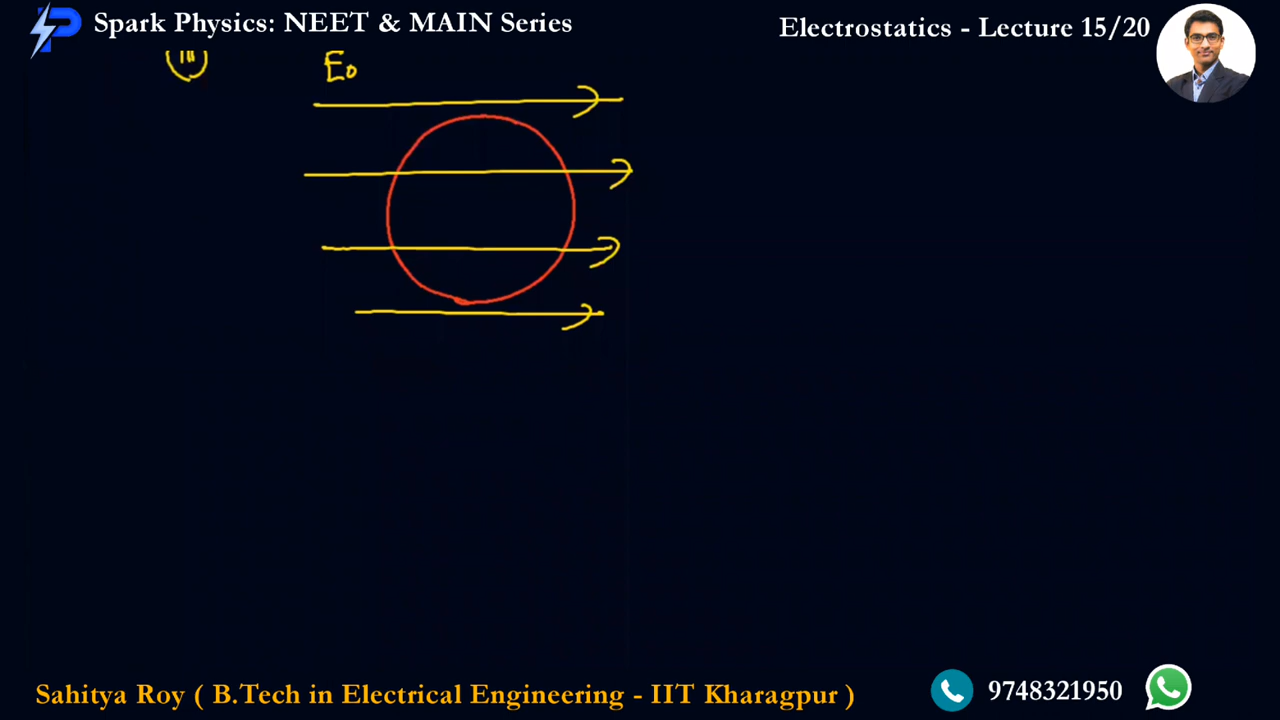 Spark Physics: NEET & MAIN Series
Electrostatics - Lecture 15/20
(iii)
E0
Sahitya Roy ( B.Tech in Electrical Engineering - IIT Kharagpur )
9748321950